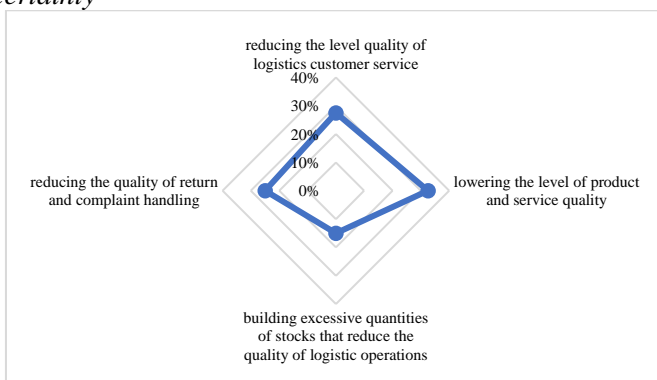 reducing the level quality of
logistics customer service
40%
30%
20%
10%
0%
reducing the quality of return
and complaint handling
lowering the level of product
and service quality
building excessive quantities
of stocks that reduce the
quality of logistic operations